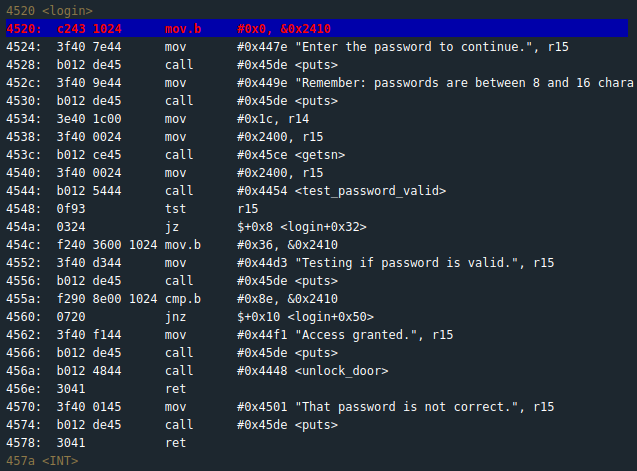 4520 <login>
4520: c243 1024 mov.b #0x0, &0x2410
4524: 3f40 7e44 mov #0x447e "Enter the password to continue.", r15
4528: b012 de45 call #0x45de <puts>
452c: 3f40 9e44 mov #0x449e "Remember: passwords are between 8 and 16 chara
4530: b012 de45 call #0x45de <puts>
4534: 3e40 1c00 mov #0x1c, r14
4538: 3f40 0024 mov #0x2400, r15
453c: b012 ce45 call #0x45ce <getsn>
4540: 3f40 0024 mov #0x2400, r15
4544: b012 5444 call #0x4454 <test_password_valid>
4548: 0f93 tst r15
454a: 0324 jz $+0x8 <login+0x32>
454c: f240 3600 1024 mov.b #0x36, &0x2410
4552: 3f40 d344 mov #0x44d3 "Testing if password is valid.", r15
4556: b012 de45 call #0x45de <puts>
455a: f290 8e00 1024 cmp.b #0x8e, &0x2410
4560: 0720 jnz $+0x10 <login+0x50>
4562: 3f40 f144 mov #0x44f1 "Access granted.", r15
4566: b012 de45 call #0x45de <puts>
456a: b012 4844 call #0x4448 <unlock_door>
456e: 3041 ret
4570: 3f40 0145 mov #0x4501 "That password is not correct.", r15
4574: b012 de45 call #0x45de <puts>
4578: 3041 ret
457a <INT>